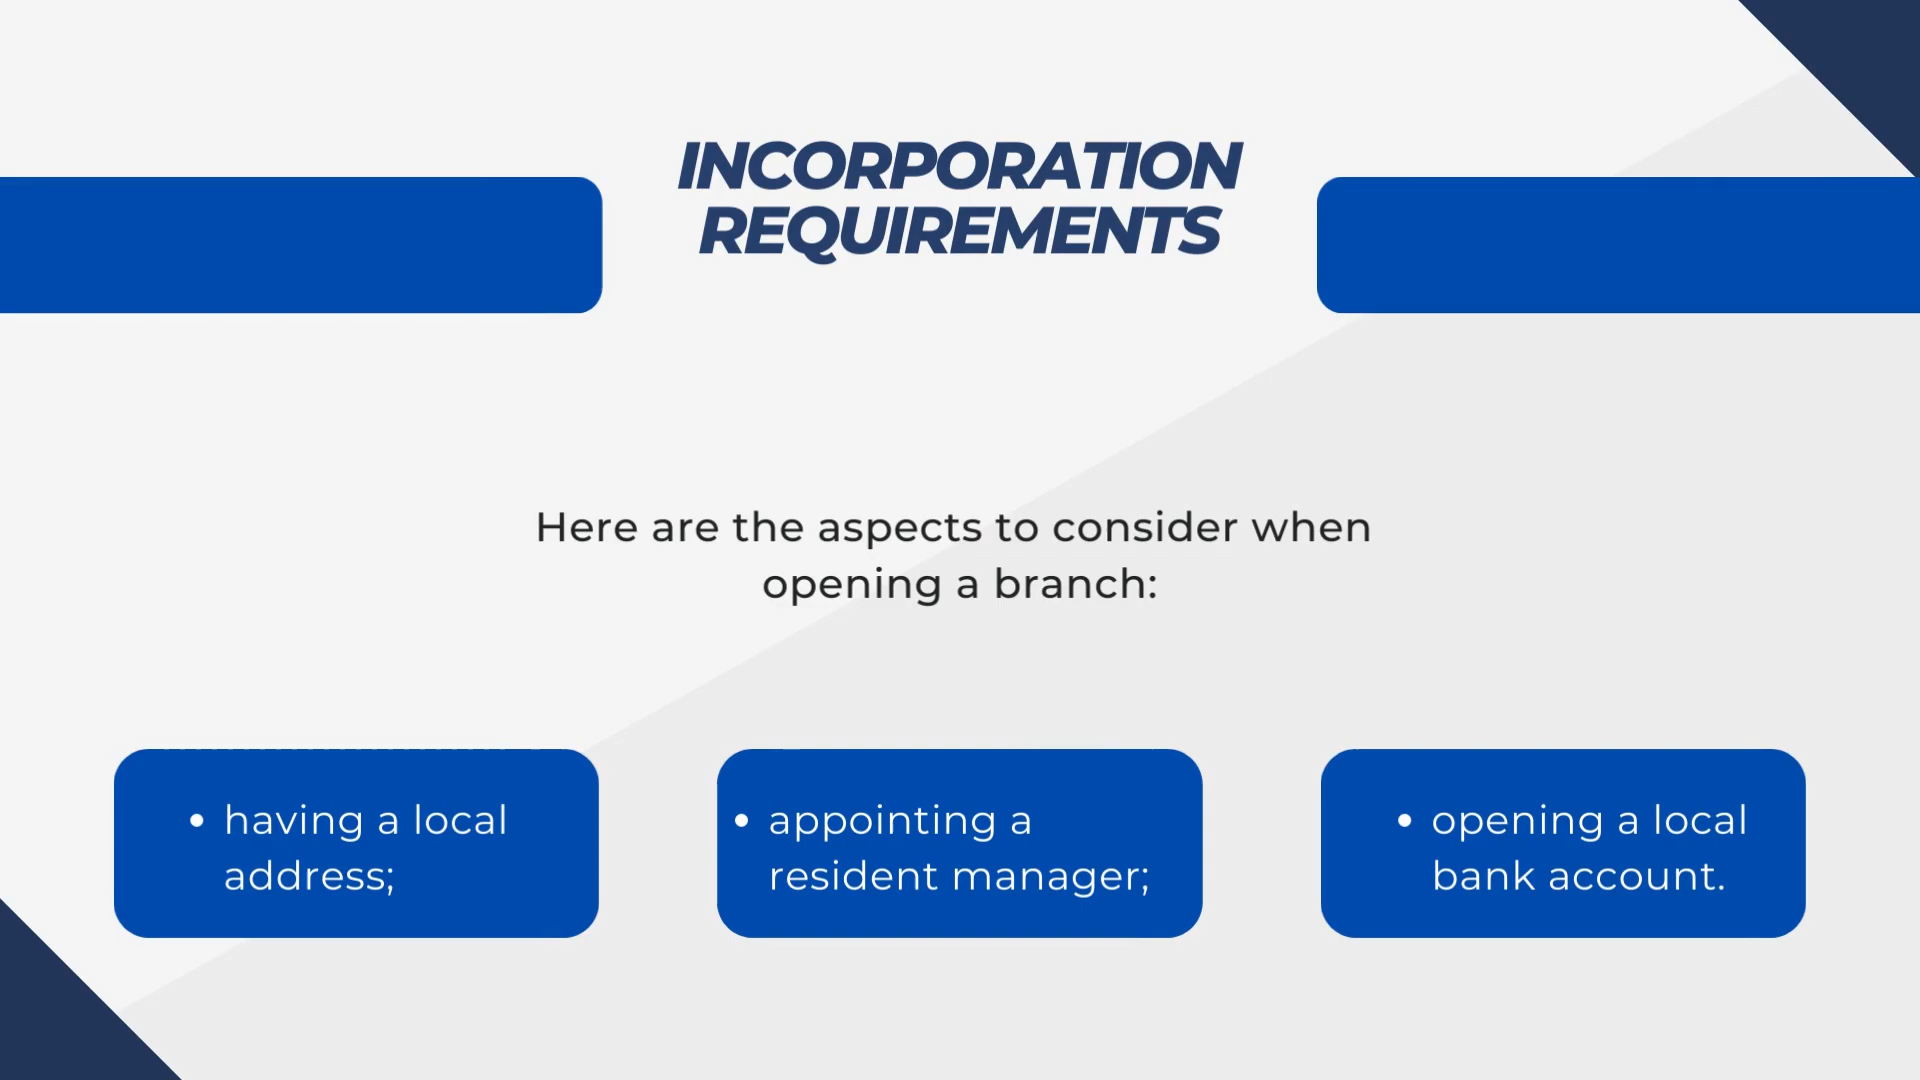 INCORPORATION
REQUIREMENTS
Here are the aspects to consider when
opening a branch:
• having a local
address;
• appointing a
resident manager;
• opening a local
bank account.